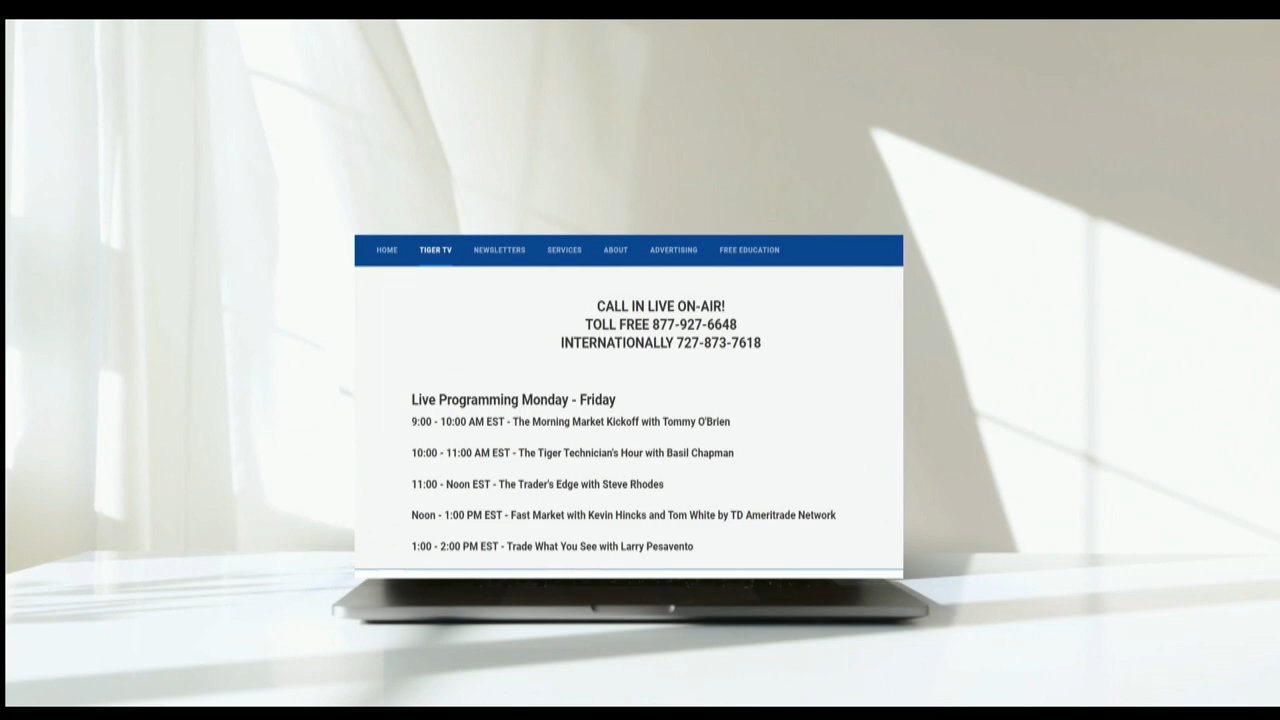 HOME TIGER TV NEWSLETTERS SERVICES ABOUT ADVERTISING FREE EDUCATION
CALL IN LIVE ON-AIR!
TOLL FREE 877-927-6648
INTERNATIONALLY 727-873-7618
Live Programming Monday - Friday
9:00 - 10:00 AM EST - The Morning Market Kickoff with Tommy O'Brien
10:00 - 11:00 AM EST - The Tiger Technician's Hour with Basil Chapman
11:00 - Noon EST - The Trader's Edge with Steve Rhodes
Noon - 1:00 PM EST - Fast Market with Kevin Hincks and Tom White by TD Ameritrade Network
1:00 - 2:00 PM EST - Trade What You See with Larry Pesavento